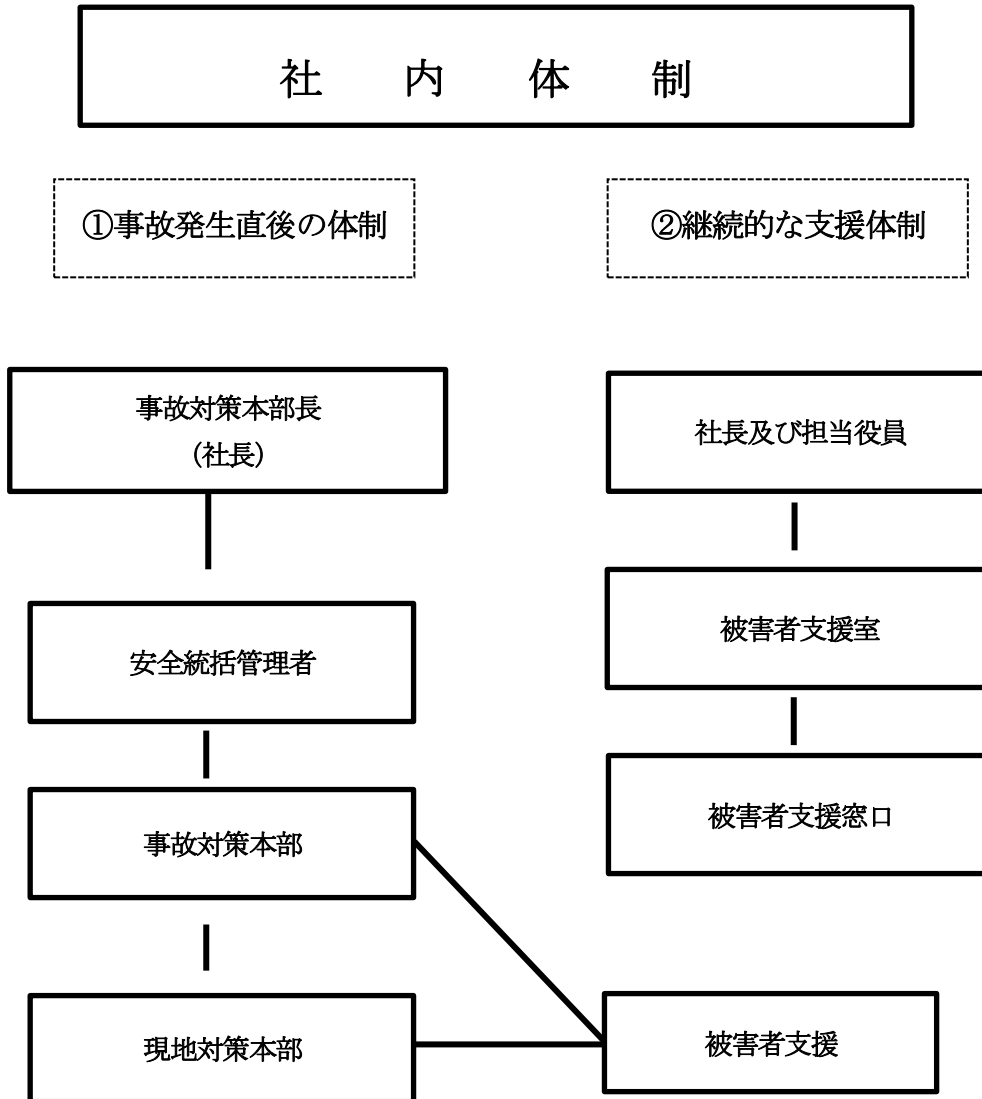 社内体制
①事故発生直後の体制
②継続的な支援体制
事故対策本部長
(社長)
安全統括管理者
事故対策本部
現地対策本部
社長及び担当役員
被害者支援室
被害者支援窓口
被害者支援